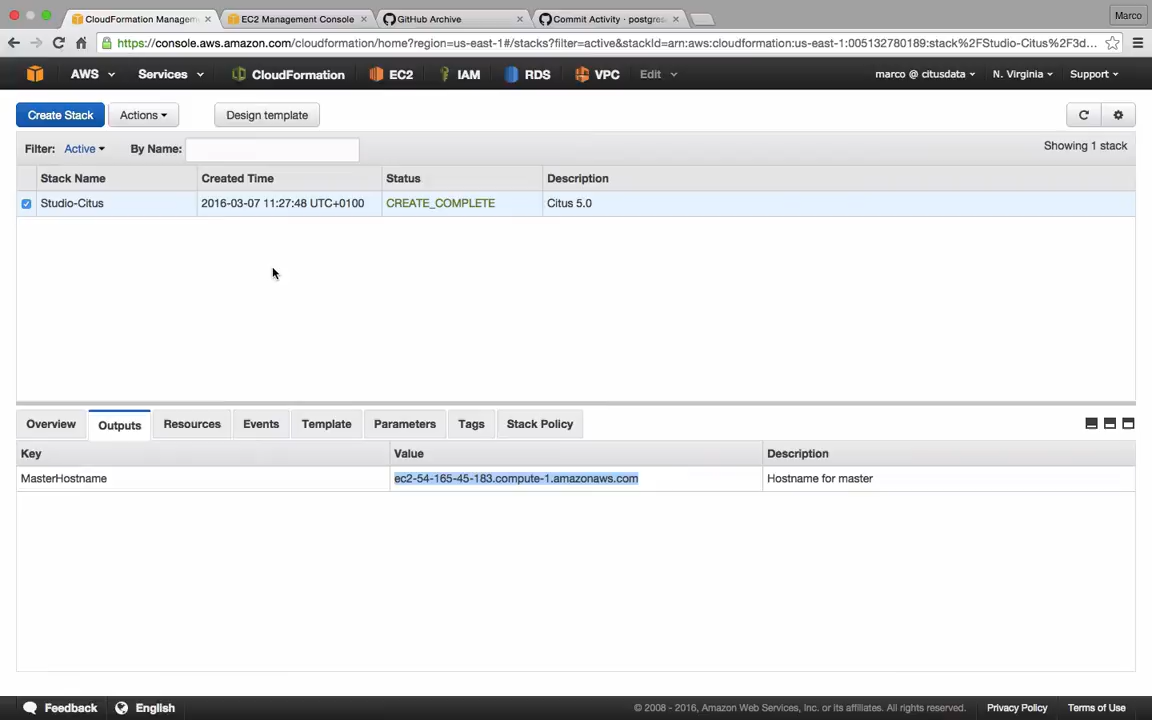 CloudFormation Managemen
EC2 Management Console
GitHub Archive
Commit Activity · postgres
Marco
https://console.aws.amazon.com/cloudformation/home?region=us-east-1#/stacks?filter=active&stackId=arn:aws:cloudformation:us-east-1:005132780189:stack%2FStudio-Citus%2F3d...
AWS Services CloudFormation EC2 IAM RDS VPC Edit marco @ citusdata N. Virginia Support
Create Stack Actions Design template
Filter: Active By Name: Showing 1 stack
Stack Name Created Time Status Description
Studio-Citus 2016-03-07 11:27:48 UTC+0100 CREATE_COMPLETE Citus 5.0
Overview Outputs Resources Events Template Parameters Tags Stack Policy
Key Value Description
MasterHostname ec2-54-165-45-183.compute-1.amazonaws.com Hostname for master
Feedback English © 2008 - 2016, Amazon Web Services, Inc. or its affiliates. All rights reserved. Privacy Policy Terms of Use